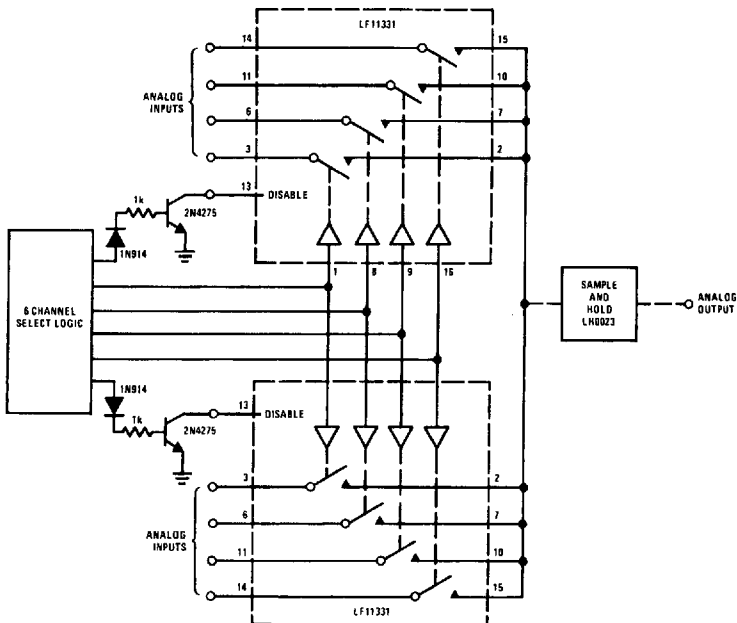 LF11331
14
15
11
10
ANALOG
INPUTS
6
7
3
2
13
DISABLE
1k
2N4275
1N914
1
8
9
16
6 CHANNEL
SELECT LOGIC
SAMPLE
AND
HOLD
LH0023
ANALOG
OUTPUT
1N914
13
DISABLE
1k
2N4275
3
2
6
7
ANALOG
INPUTS
11
10
14
15
LF11331